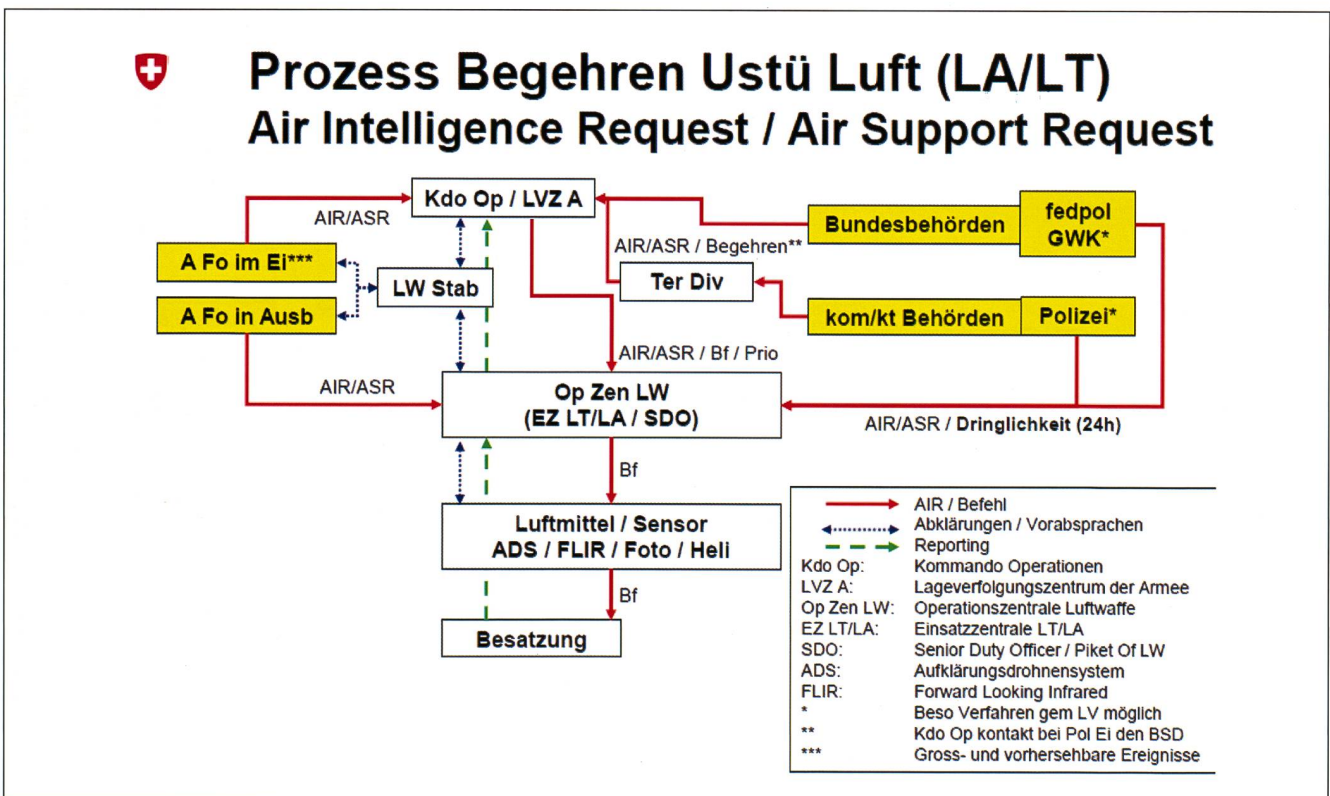 Prozess Begehren Ustü Luft (LA/LT)
Air Intelligence Request / Air Support Request
Kdo Op / LVZ A
AIR/ASR
Bundesbehörden
fedpol
GWK*
AIR/ASR / Begehren**
A Fo im Ei***
LW Stab
Ter Div
A Fo in Ausb
kom/kt Behörden
Polizei*
AIR/ASR / Bf / Prio
AIR/ASR
Op Zen LW
(EZ LT/LA / SDO)
AIR/ASR / Dringlichkeit (24h)
Bf
Luftmittel / Sensor
ADS / FLIR / Foto / Heli
Bf
Besatzung
AIR / Befehl
Abklärungen / Vorabsprachen
Reporting
Kdo Op: Kommando Operationen
LVZ A: Lageverfolgungszentrum der Armee
Op Zen LW: Operationszentrale Luftwaffe
EZ LT/LA: Einsatzzentrale LT/LA
SDO: Senior Duty Officer / Piket Of LW
ADS: Aufklärungsdrohnensystem
FLIR: Forward Looking Infrared
* Beso Verfahren gem LV möglich
** Kdo Op kontakt bei Pol Ei den BSD
*** Gross- und vorhersehbare Ereignisse